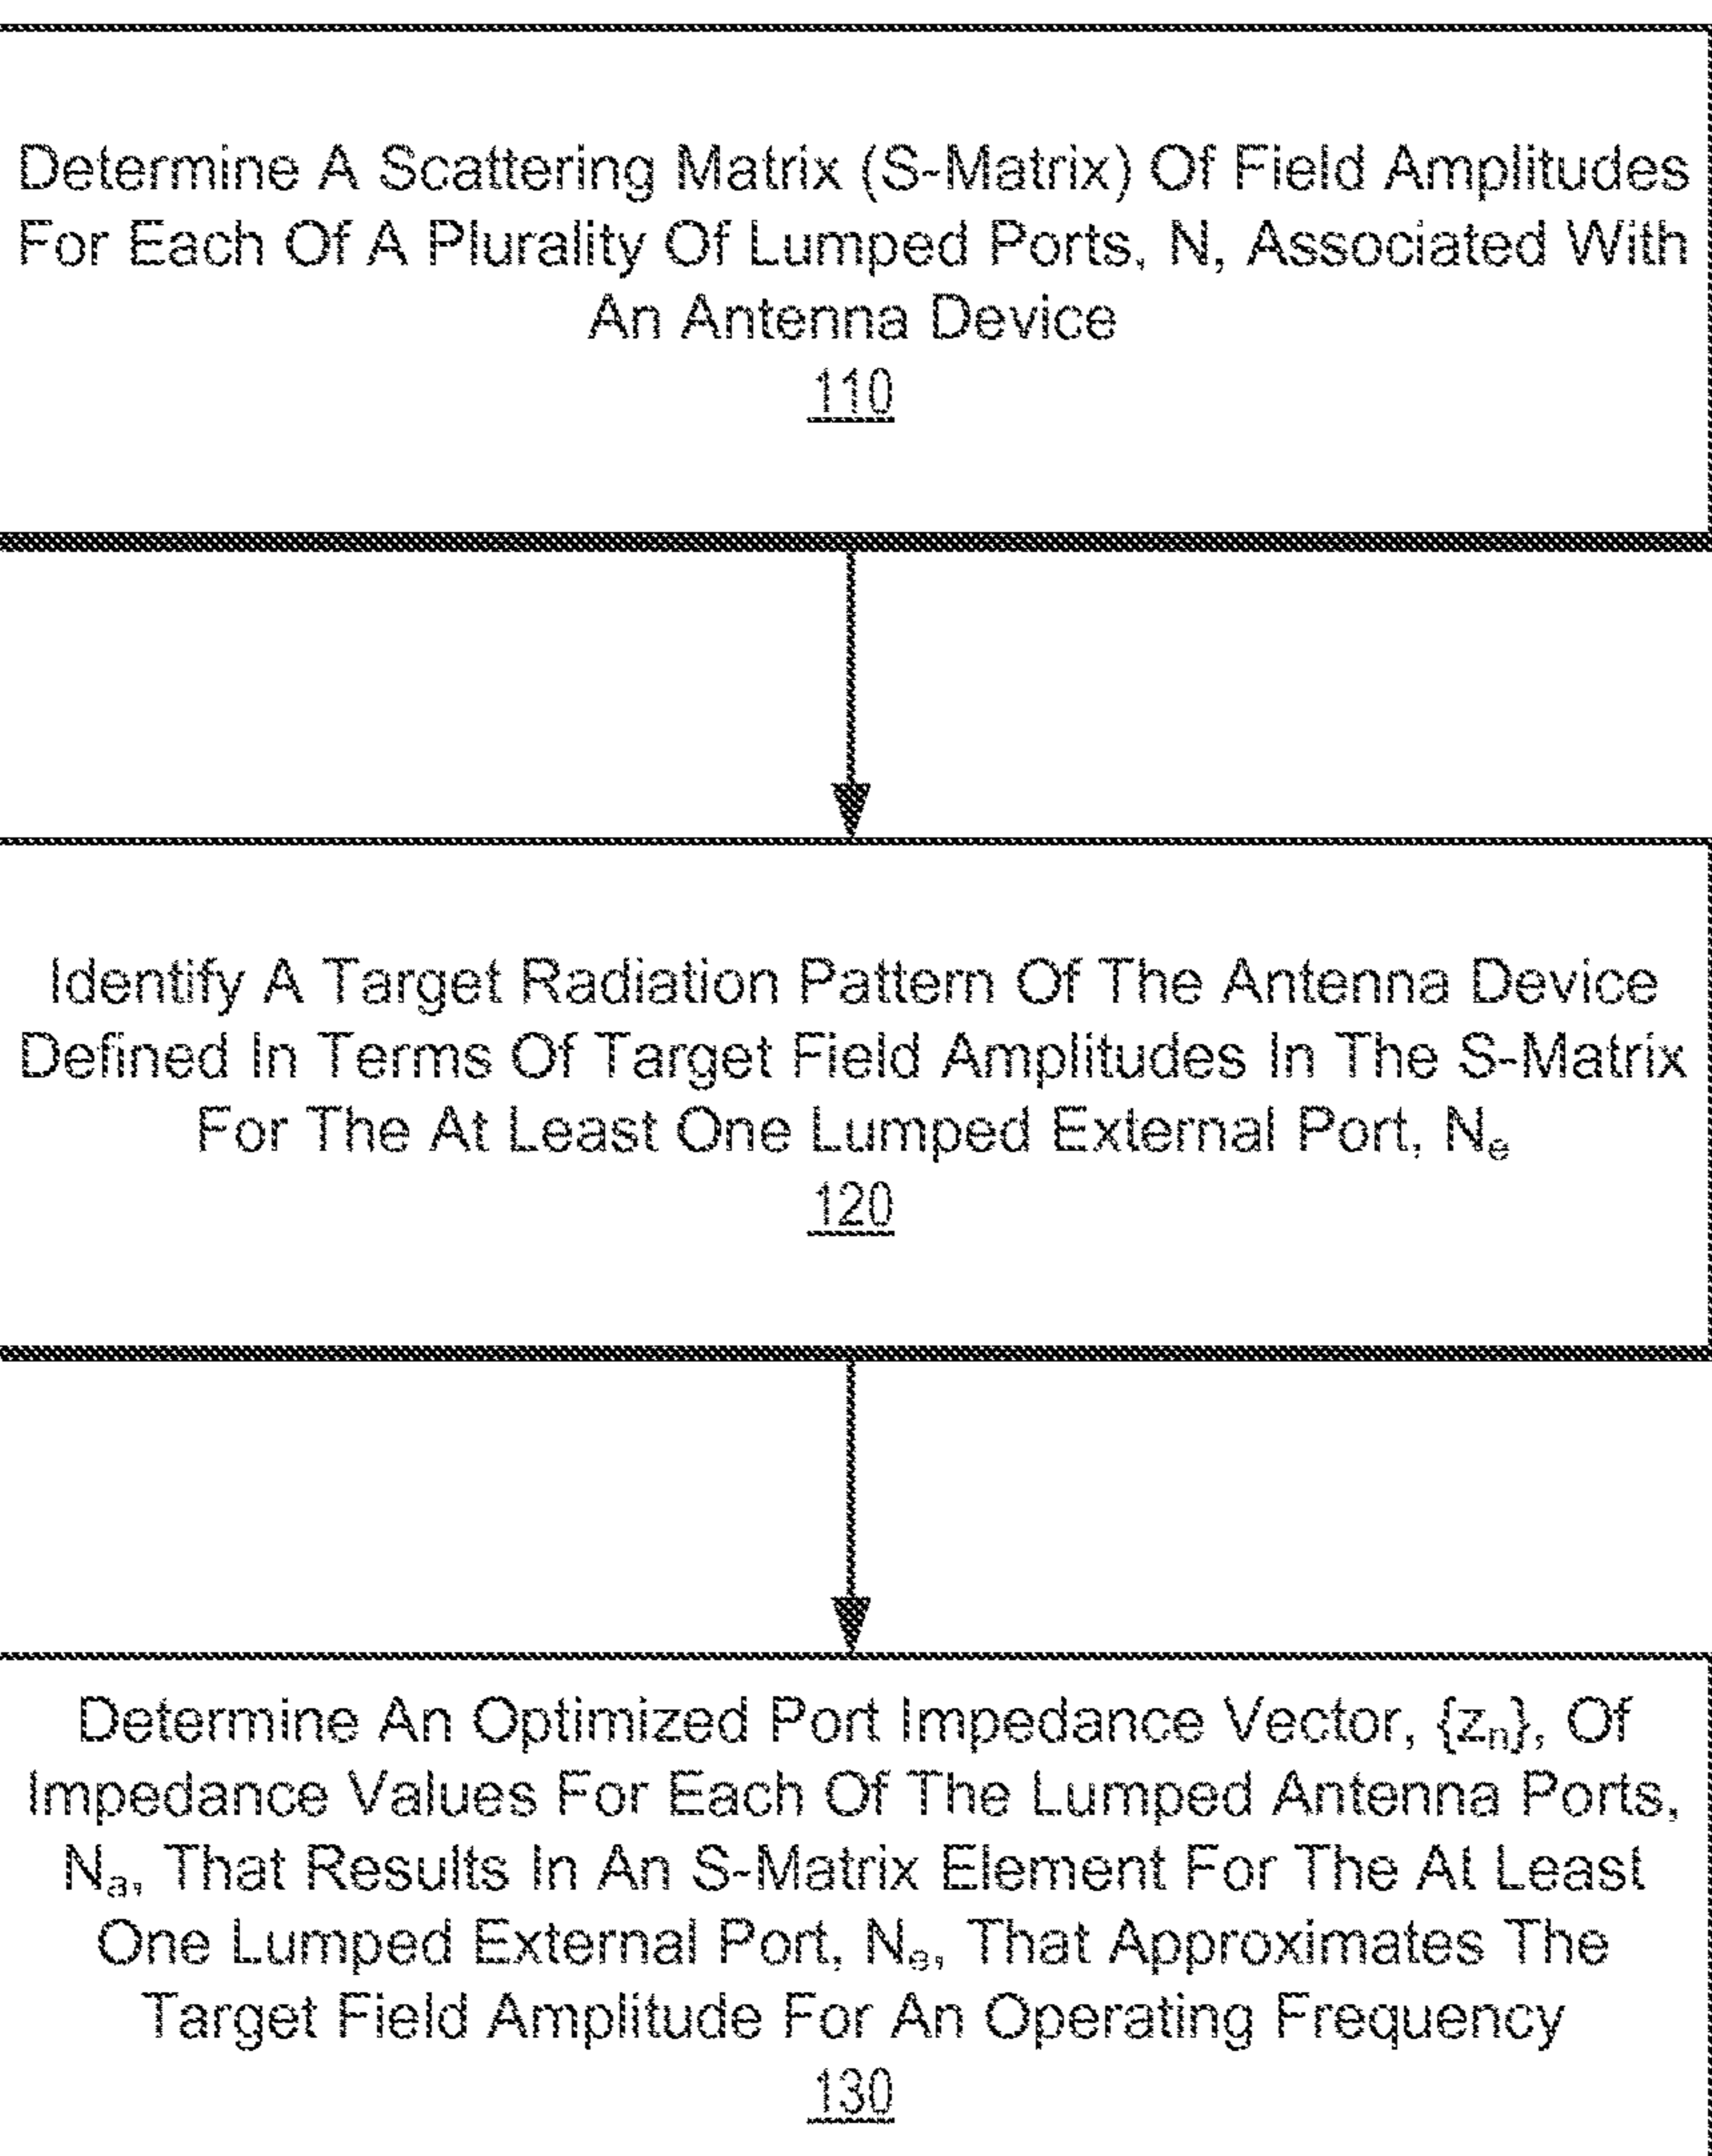 Determine A Scattering Matrix (S-Matrix) Of Field Amplitudes
For Each Of A Plurality Of Lumped Ports, N, Associated With
An Antenna Device
110
Identify A Target Radiation Pattern Of The Antenna Device
Defined In Terms Of Target Field Amplitudes In The S-Matrix
For The At Least One Lumped External Port, Nₑ
120
Determine An Optimized Port Impedance Vector, {zₙ}, Of
Impedance Values For Each Of The Lumped Antenna Ports,
Nₐ, That Results In An S-Matrix Element For The At Least
One Lumped External Port, Nₑ, That Approximates The
Target Field Amplitude For An Operating Frequency
130